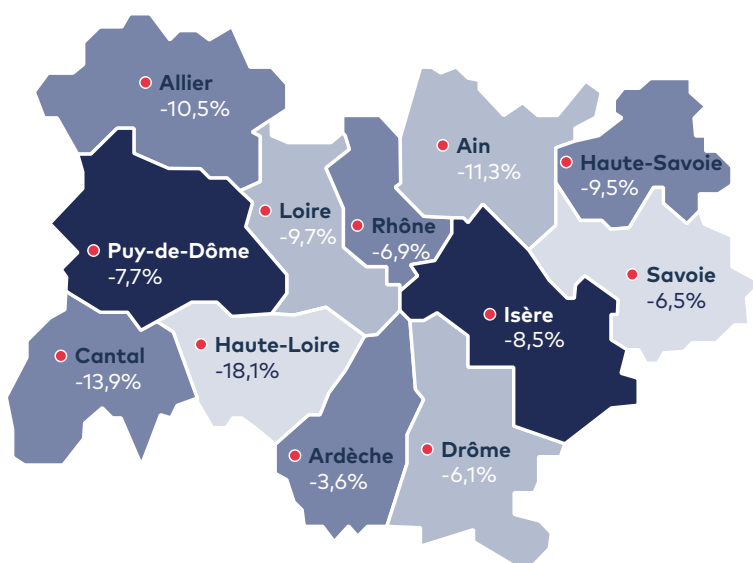 Allier
-10,5%
Ain
-11,3%
Haute-Savoie
-9,5%
Loire
-9,7%
Rhône
-6,9%
Puy-de-Dôme
-7,7%
Savoie
-6,5%
Isère
-8,5%
Cantal
-13,9%
Haute-Loire
-18,1%
Ardèche
-3,6%
Drôme
-6,1%